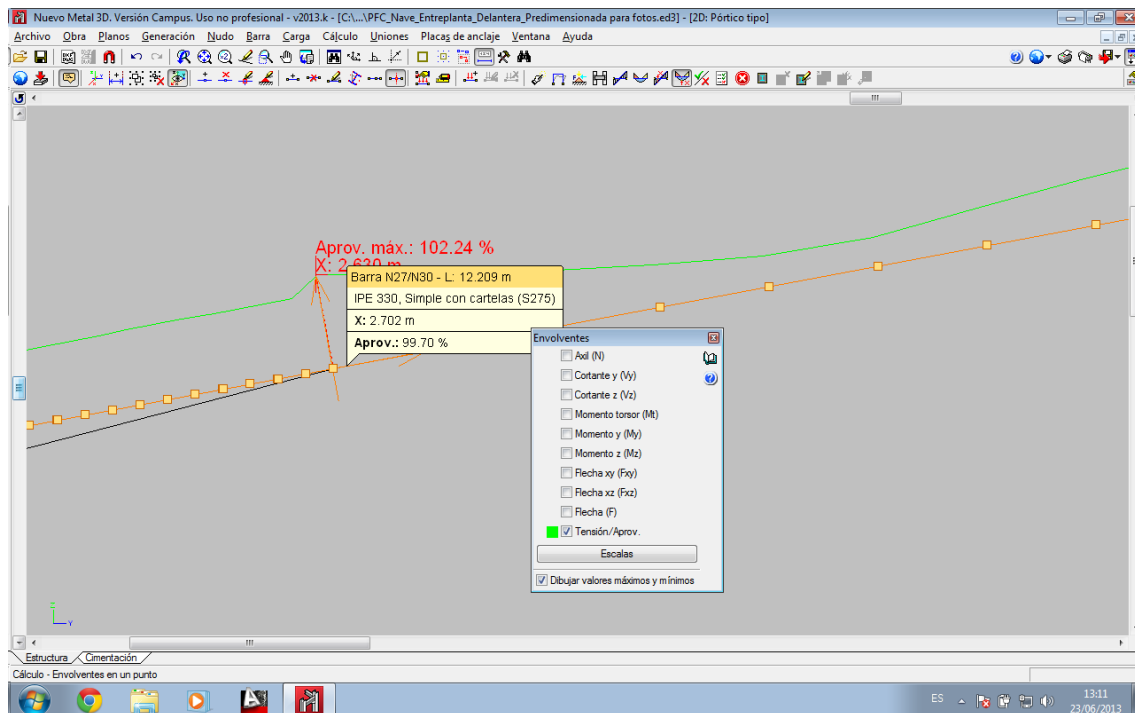 Nuevo Metal 3D. Versión Campus. Uso no profesional - v2013.k - [C:\...\PFC_Nave_Entreplanta_Delantera_Predimensionada para fotos.ed3] - [2D: Pórtico tipo]
Archivo Obra Planos Generación Nudo Barra Carga Cálculo Uniones Placas de anclaje Ventana Ayuda
Aprov. máx.: 102.24 %
X: 2.630 m
Barra N27/N30 - L: 12.209 m
IPE 330, Simple con cartelas (S275)
X: 2.702 m
Aprov.: 99.70 %
Envolventes
Axil (N)
Cortante y (Vy)
Cortante z (Vz)
Momento torsor (Mt)
Momento y (My)
Momento z (Mz)
Flecha xy (Fxy)
Flecha xz (Fxz)
Flecha (F)
Tensión/Aprov.
Escalas
Dibujar valores máximos y mínimos
Y
Estructura Cimentación
Cálculo - Envolventes en un punto
ES 13:11
23/06/2013